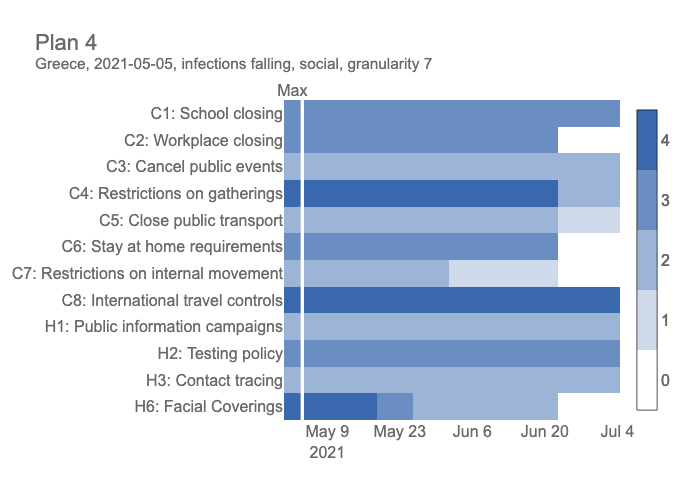 Plan 4
Greece, 2021-05-05, infections falling, social, granularity 7
Max
C1: School closing
C2: Workplace closing
C3: Cancel public events
C4: Restrictions on gatherings
C5: Close public transport
C6: Stay at home requirements
C7: Restrictions on internal movement
C8: International travel controls
H1: Public information campaigns
H2: Testing policy
H3: Contact tracing
H6: Facial Coverings
May 9 May 23 Jun 6 Jun 20 Jul 4
2021
4
3
2
1
0